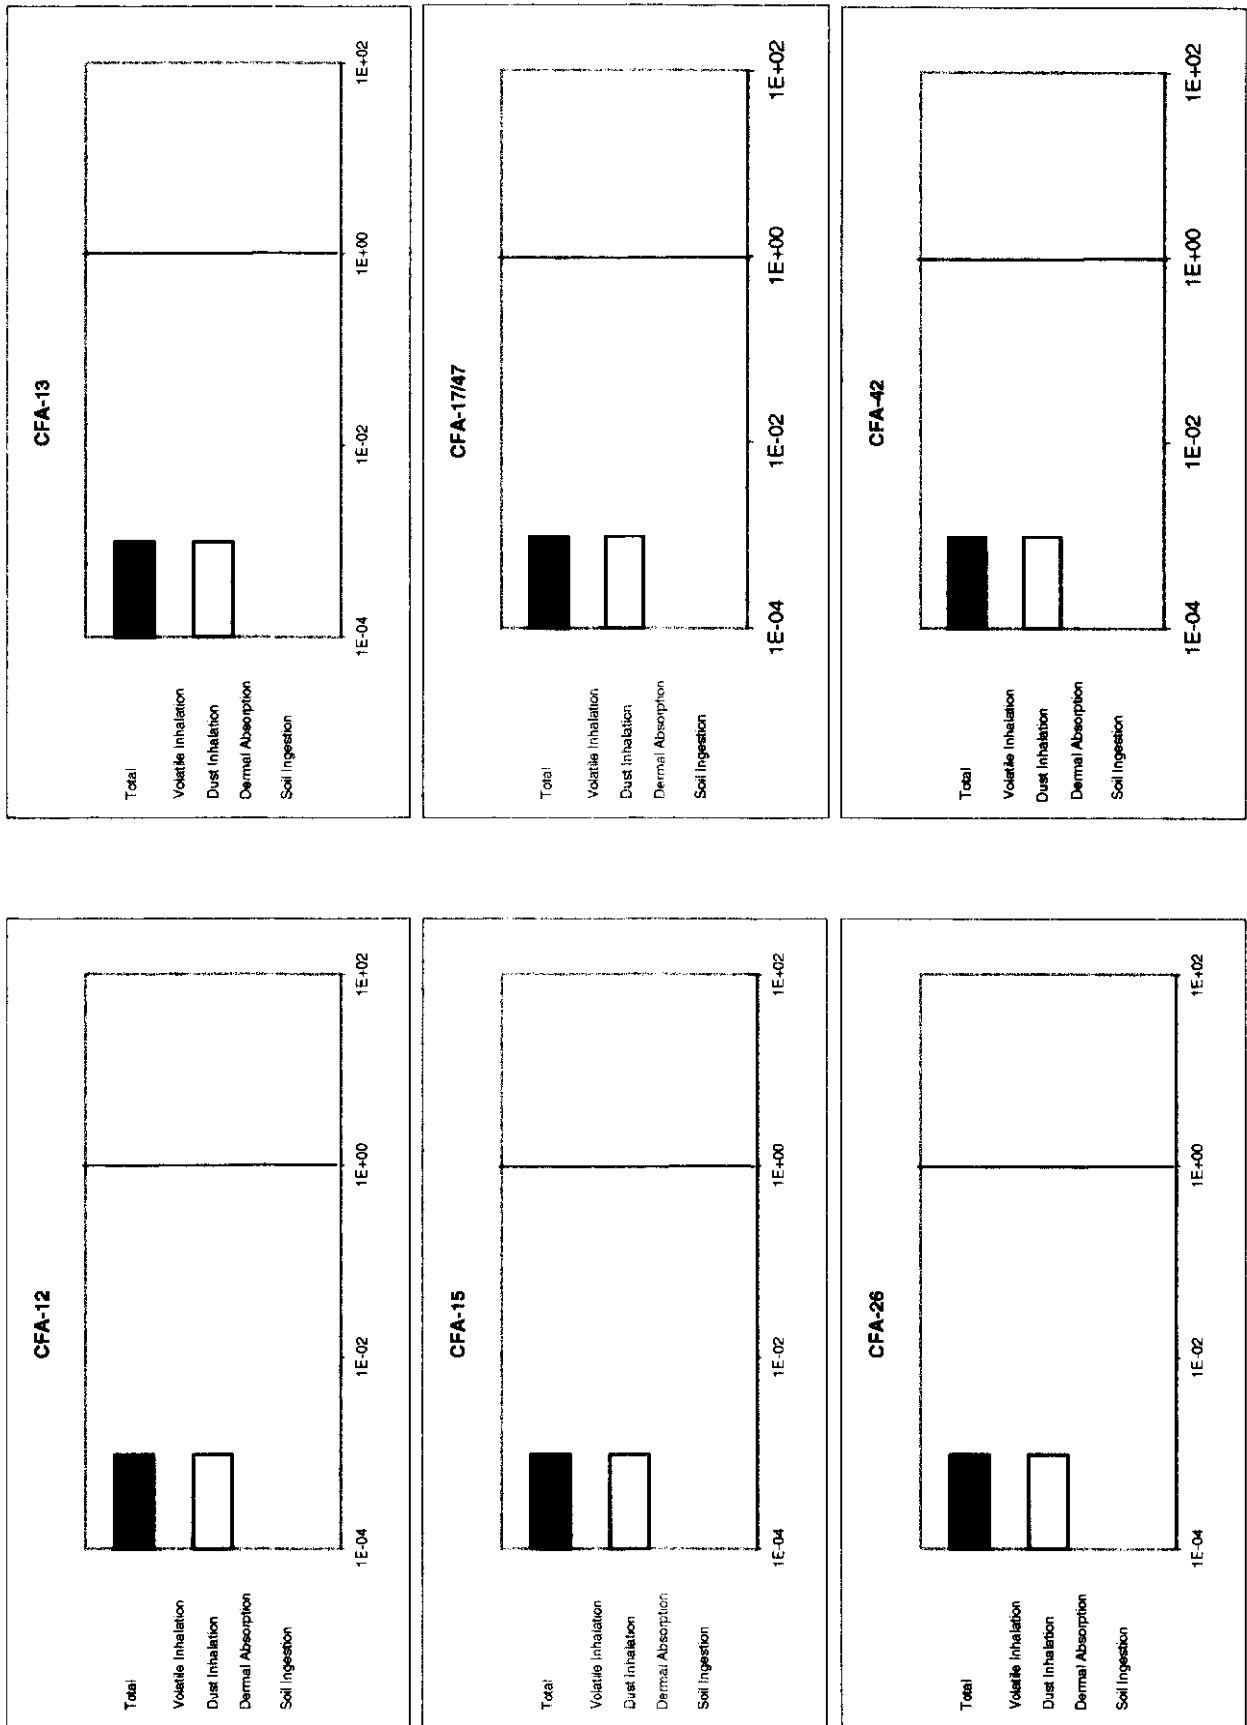 CFA-12
Total
Volatile Inhalation
Dust Inhalation
Dermal Absorption
Soil Ingestion
1E-04 1E-02 1E+00 1E+02
CFA-13
Total
Volatile Inhalation
Dust Inhalation
Dermal Absorption
Soil Ingestion
1E-04 1E-02 1E+00 1E+02
CFA-15
Total
Volatile Inhalation
Dust Inhalation
Dermal Absorption
Soil Ingestion
1E-04 1E-02 1E+00 1E+02
CFA-17/47
Total
Volatile Inhalation
Dust Inhalation
Dermal Absorption
Soil Ingestion
1E-04 1E-02 1E+00 1E+02
CFA-26
Total
Volatile Inhalation
Dust Inhalation
Dermal Absorption
Soil Ingestion
1E-04 1E-02 1E+00 1E+02
CFA-42
Total
Volatile Inhalation
Dust Inhalation
Dermal Absorption
Soil Ingestion
1E-04 1E-02 1E+00 1E+02